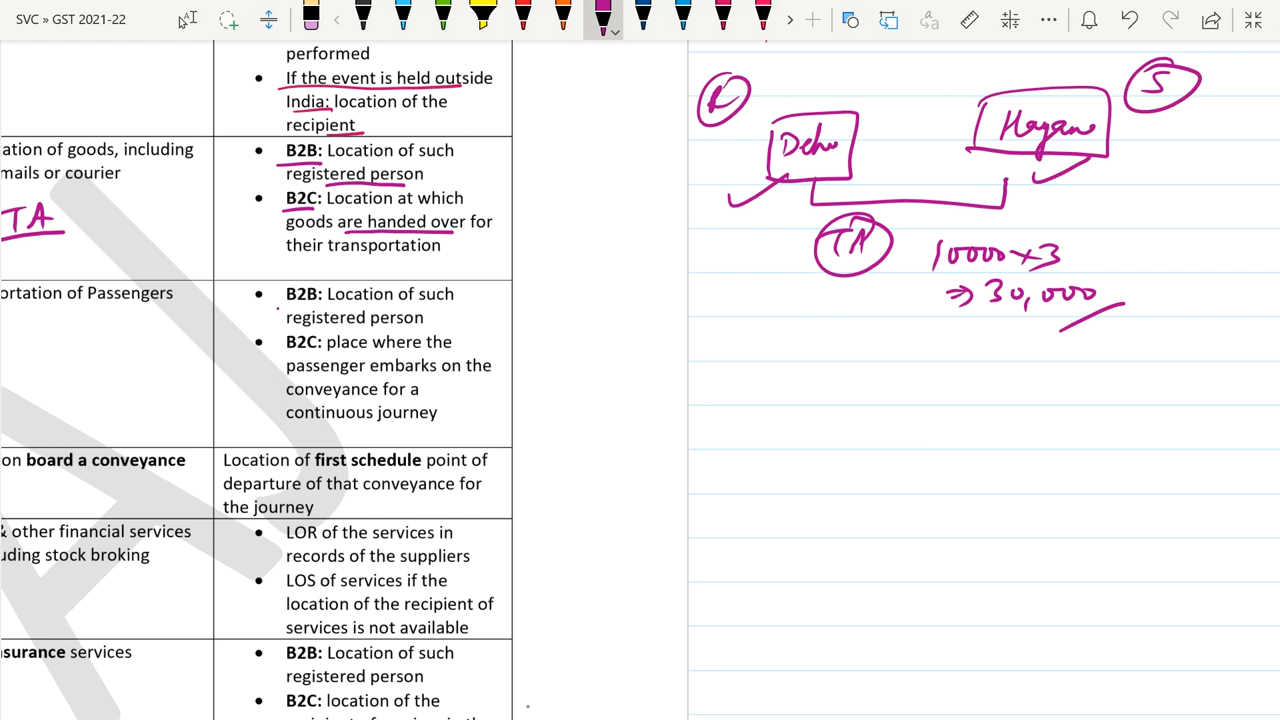 SVC » GST 2021-22
performed
• If the event is held outside
India: location of the
recipient
ation of goods, including
mails or courier
TA
• B2B: Location of such
registered person
• B2C: Location at which
goods are handed over for
their transportation
ortation of Passengers
• B2B: Location of such
registered person
• B2C: place where the
passenger embarks on the
conveyance for a
continuous journey
on board a conveyance
Location of first schedule point of
departure of that conveyance for
the journey
& other financial services
uding stock broking
• LOR of the services in
records of the suppliers
• LOS of services if the
location of the recipient of
services is not available
surance services
• B2B: Location of such
registered person
• B2C: location of the
R
S
TA
10000 × 3
⇒ 30,000